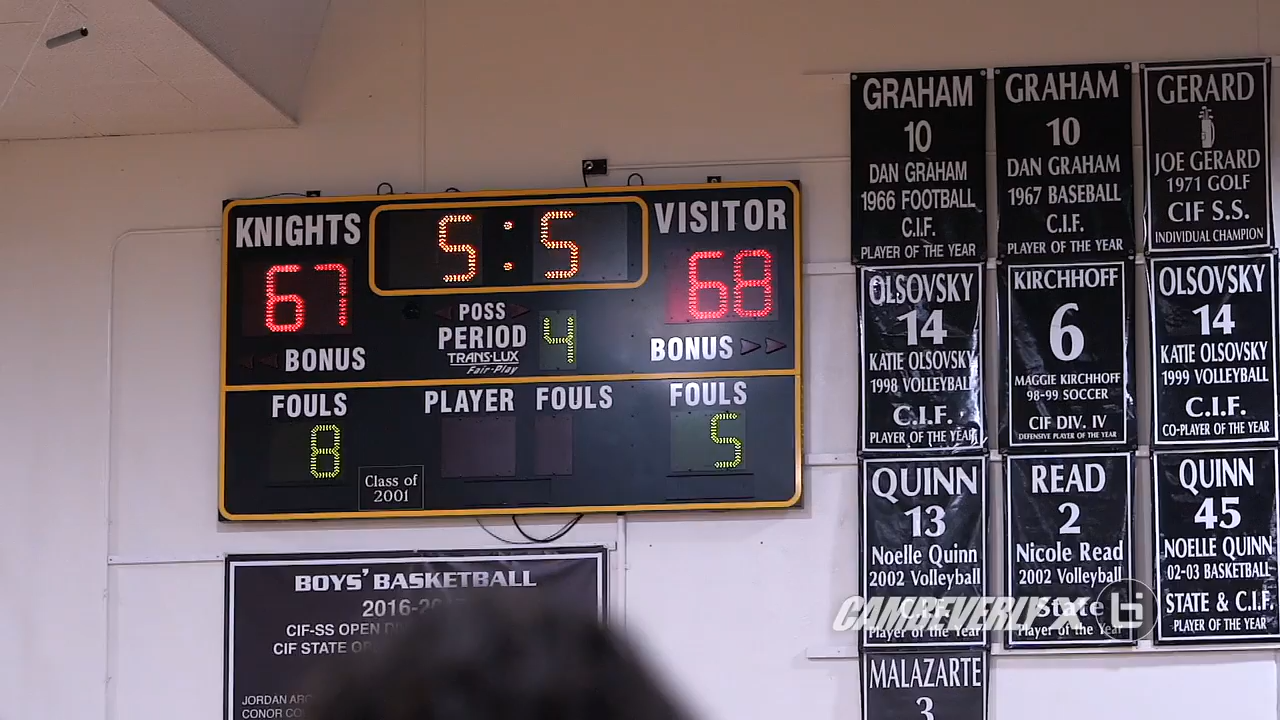 KNIGHTS
5:5
VISITOR
67
68
POSS
PERIOD
4
TRANS-LUX
Fair-Play
BONUS
BONUS
FOULS
PLAYER FOULS
FOULS
8
5
Class of
2001
BOYS' BASKETBALL
2016-20
CIF-SS OPEN
CIF STATE
JORDAN
CONOR
GRAHAM
10
DAN GRAHAM
1966 FOOTBALL
C.I.F.
PLAYER OF THE YEAR
GRAHAM
10
DAN GRAHAM
1967 BASEBALL
C.I.F.
PLAYER OF THE YEAR
GERARD
JOE GERARD
1971 GOLF
CIF S.S.
INDIVIDUAL CHAMPION
OLSOVSKY
14
KATIE OLSOVSKY
1998 VOLLEYBALL
C.I.F.
PLAYER OF THE YEAR
KIRCHHOFF
6
MAGGIE KIRCHHOFF
98-99 SOCCER
CIF DIV. IV
DEFENSIVE PLAYER OF THE YEAR
OLSOVSKY
14
KATIE OLSOVSKY
1999 VOLLEYBALL
C.I.F.
CO-PLAYER OF THE YEAR
QUINN
13
Noelle Quinn
2002 Volleyball
C.I.F.
Player of the Year
READ
2
Nicole Read
2002 Volleyball
State
Player of the Year
QUINN
45
NOELLE QUINN
02-03 BASKETBALL
STATE & C.I.F.
PLAYER OF THE YEAR
MALAZARTE
3
CAMBEVERLY X